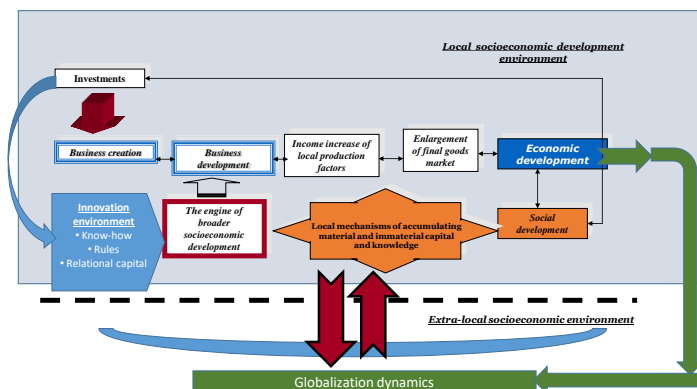 Local socioeconomic development
environment
Investments
Business creation
Business
development
Income increase of
local production
factors
Enlargement
of final goods
market
Economic
development
Innovation
environment
• Know-how
• Rules
• Relational capital
The engine of
broader
socioeconomic
development
Local mechanisms of accumulating
material and immaterial capital
and knowledge
Social
development
Extra-local socioeconomic environment
Globalization dynamics